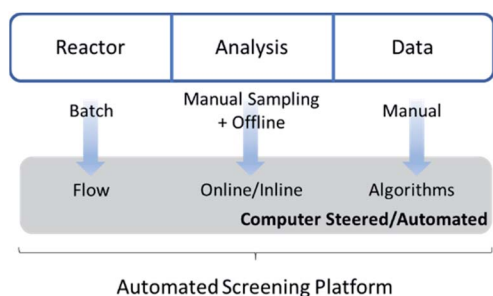 Reactor Analysis Data
Batch Manual Sampling + Offline Manual
Flow Online/Inline Algorithms
Computer Steered/Automated
Automated Screening Platform